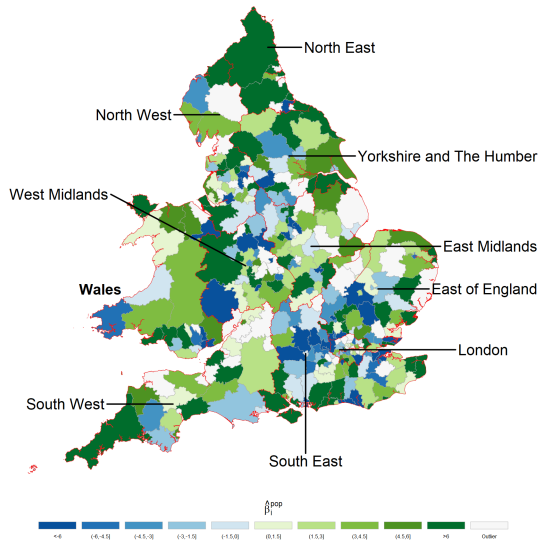 North East
North West
Yorkshire and The Humber
West Midlands
East Midlands
Wales
East of England
London
South West
South East
β̂ᵢᵖᵒᵖ
<-6 (-6,-4.5] (-4.5,-3] (-3,-1.5] (-1.5,0] (0,1.5] (1.5,3] (3,4.5] (4.5,6] >6 Outlier